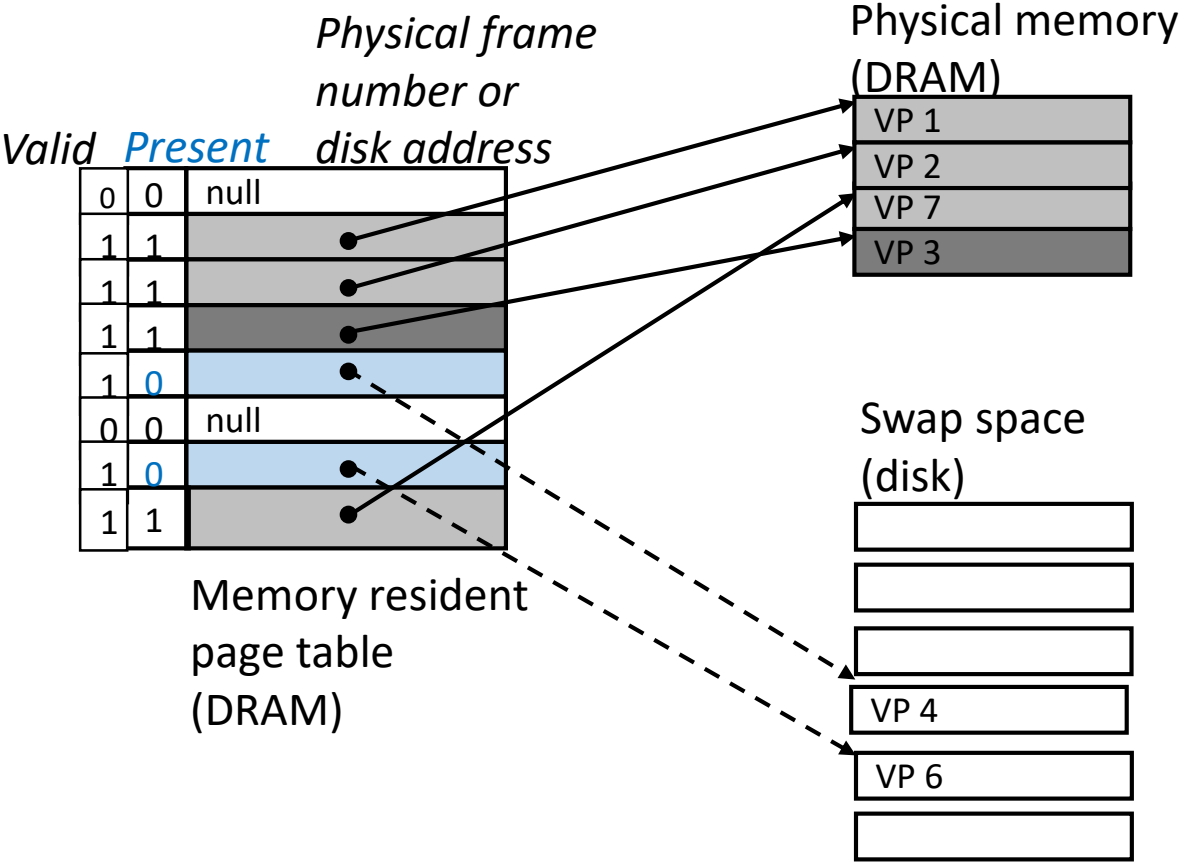 Physical frame
number or
disk address
Valid Present
0 0 null
1 1
1 1
1 1
1 0
0 0 null
1 0
1 1
Memory resident
page table
(DRAM)
Physical memory
(DRAM)
VP 1
VP 2
VP 7
VP 3
Swap space
(disk)
VP 4
VP 6